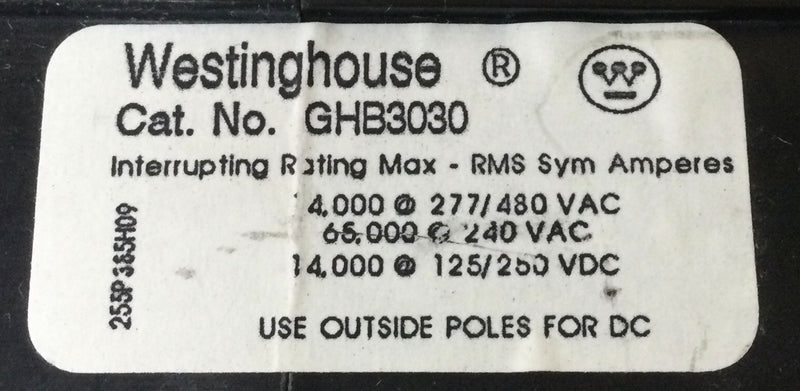 Westinghouse ®
W
Cat. No. GHB3030
Interrupting Rating Max - RMS Sym Amperes
14,000 @ 277/480 VAC
65,000 @ 240 VAC
14,000 @ 125/250 VDC
255P385H09
USE OUTSIDE POLES FOR DC